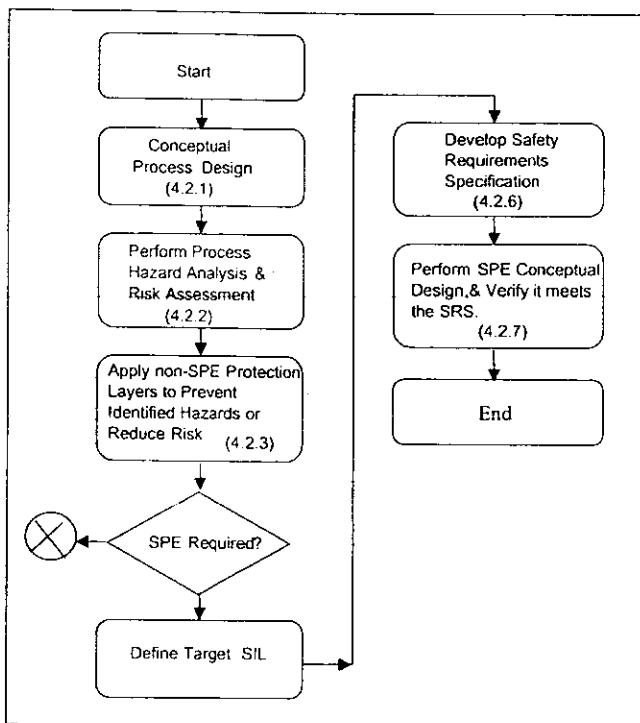 Start
Conceptual
Process Design
(4.2.1)
Perform Process
Hazard Analysis &
Risk Assessment
(4.2.2)
Apply non-SPE Protection
Layers to Prevent
Identified Hazards or
Reduce Risk (4.2.3)
SPE Required?
Define Target SIL
Develop Safety
Requirements
Specification
(4.2.6)
Perform SPE Conceptual
Design,& Verify it meets
the SRS.
(4.2.7)
End